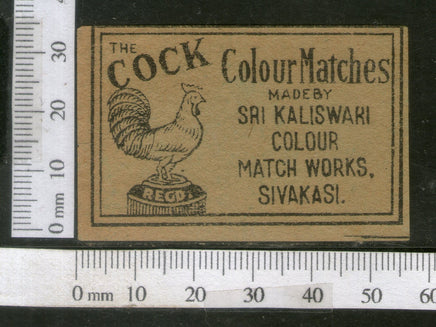 THE
COCK
REGD.
Colour Matches
MADE BY
SRI KALISWARI
COLOUR
MATCH WORKS,
SIVAKASI.
30
20
10
0 mm
0 mm 10 20 30 40 50 60